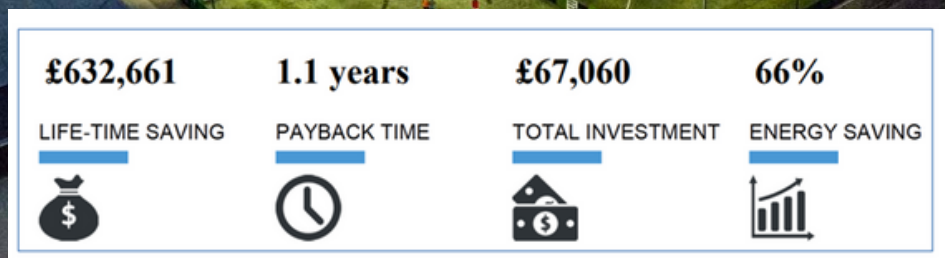 £632,661 1.1 years £67,060 66%
LIFE-TIME SAVING PAYBACK TIME TOTAL INVESTMENT ENERGY SAVING
$ $